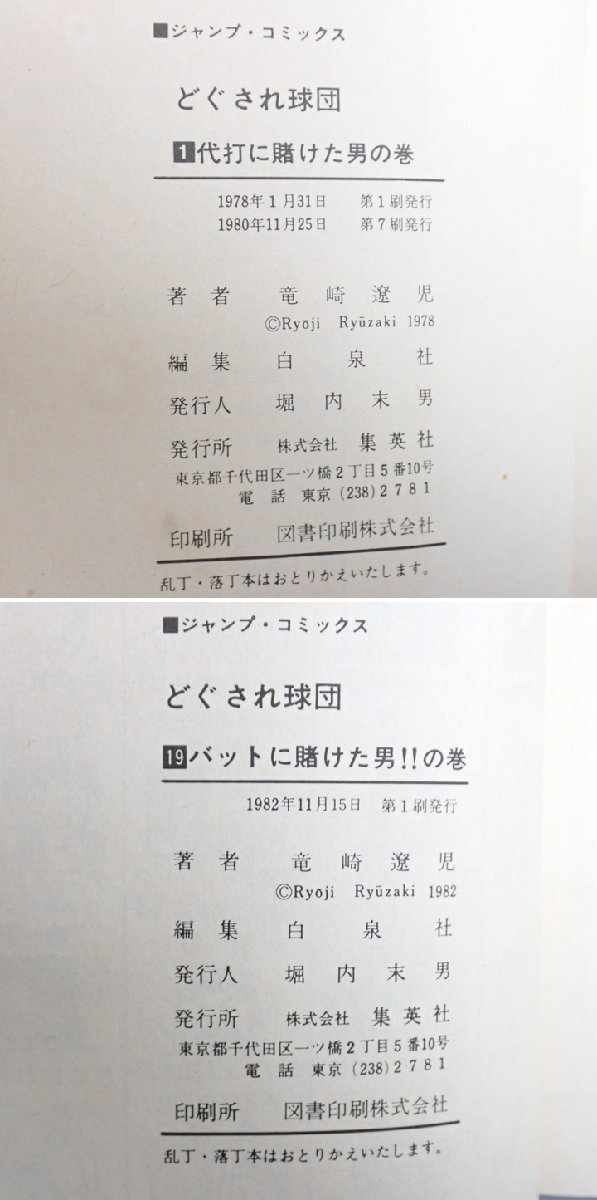 ■ジャンプ・コミックス
どぐされ球団
1代打に賭けた男の巻
1978年1月31日 第1刷発行
1980年11月25日 第7刷発行
著者 竜崎遼児
©Ryoji Ryūzaki 1978
編集 白泉社
発行人 堀内末男
発行所 株式会社 集英社
東京都千代田区一ツ橋2丁目5番10号
電話 東京(238)2781
印刷所 図書印刷株式会社
乱丁・落丁本はおとりかえいたします。
■ジャンプ・コミックス
どぐされ球団
19バットに賭けた男!!の巻
1982年11月15日 第1刷発行
著者 竜崎遼児
©Ryoji Ryūzaki 1982
編集 白泉社
発行人 堀内末男
発行所 株式会社 集英社
東京都千代田区一ツ橋2丁目5番10号
電話 東京(238)2781
印刷所 図書印刷株式会社
乱丁・落丁本はおとりかえいたします。